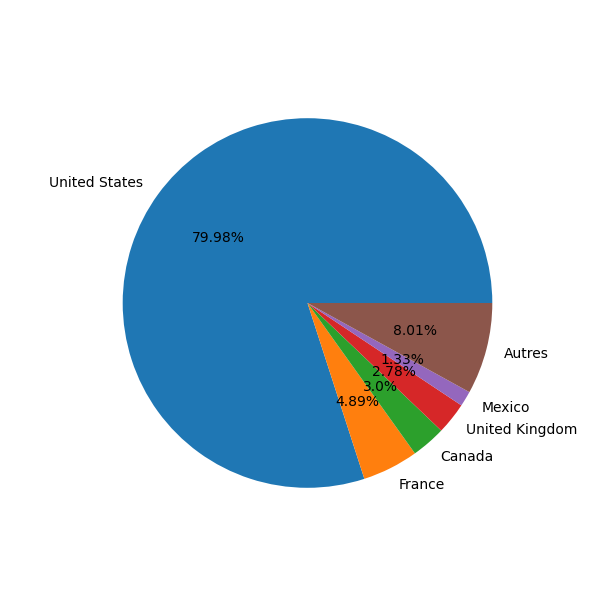 United States
79.98%
8.01%
Autres
1.33%
2.78%
3.0%
4.89%
Mexico
United Kingdom
Canada
France